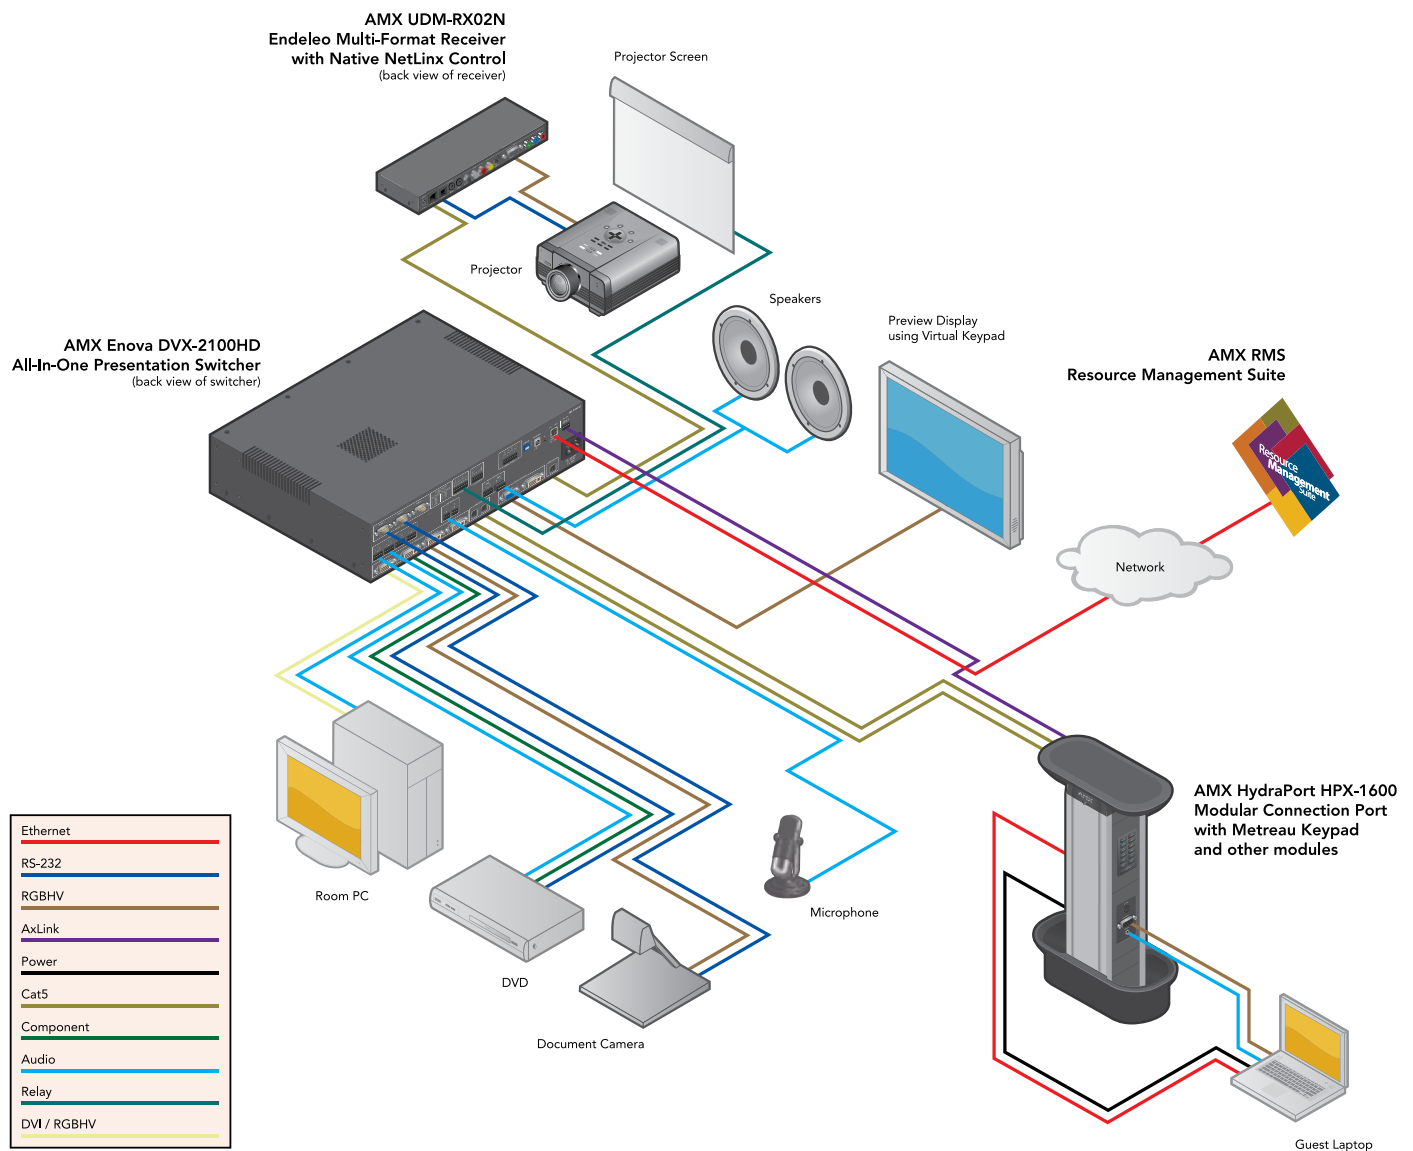 AMX UDM-RX02N
Endeleo Multi-Format Receiver
with Native NetLinx Control
(back view of receiver)
Projector Screen
Projector
Speakers
Preview Display
using Virtual Keypad
AMX Enova DVX-2100HD
All-In-One Presentation Switcher
(back view of switcher)
AMX RMS
Resource Management Suite
Resource
Management
Suite
Network
AMX HydraPort HPX-1600
Modular Connection Port
with Metreau Keypad
and other modules
Room PC
DVD
Document Camera
Microphone
Guest Laptop
Ethernet
RS-232
RGBHV
AxLink
Power
Cat5
Component
Audio
Relay
DVI / RGBHV